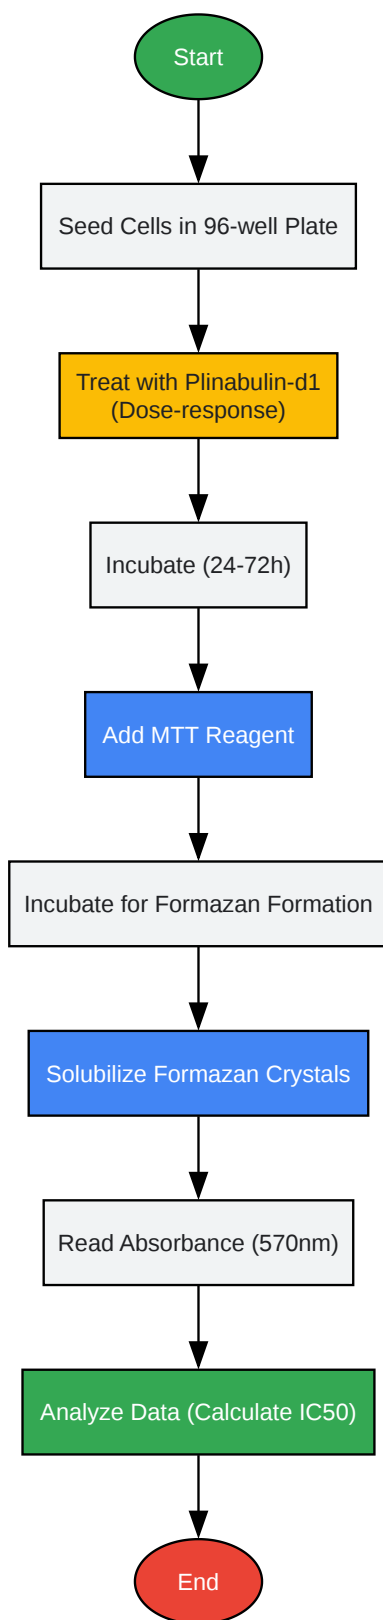 Start
Seed Cells in 96-well Plate
Treat with Plinabulin-d1
(Dose-response)
Incubate (24-72h)
Add MTT Reagent
Incubate for Formazan Formation
Solubilize Formazan Crystals
Read Absorbance (570nm)
Analyze Data (Calculate IC50)
End